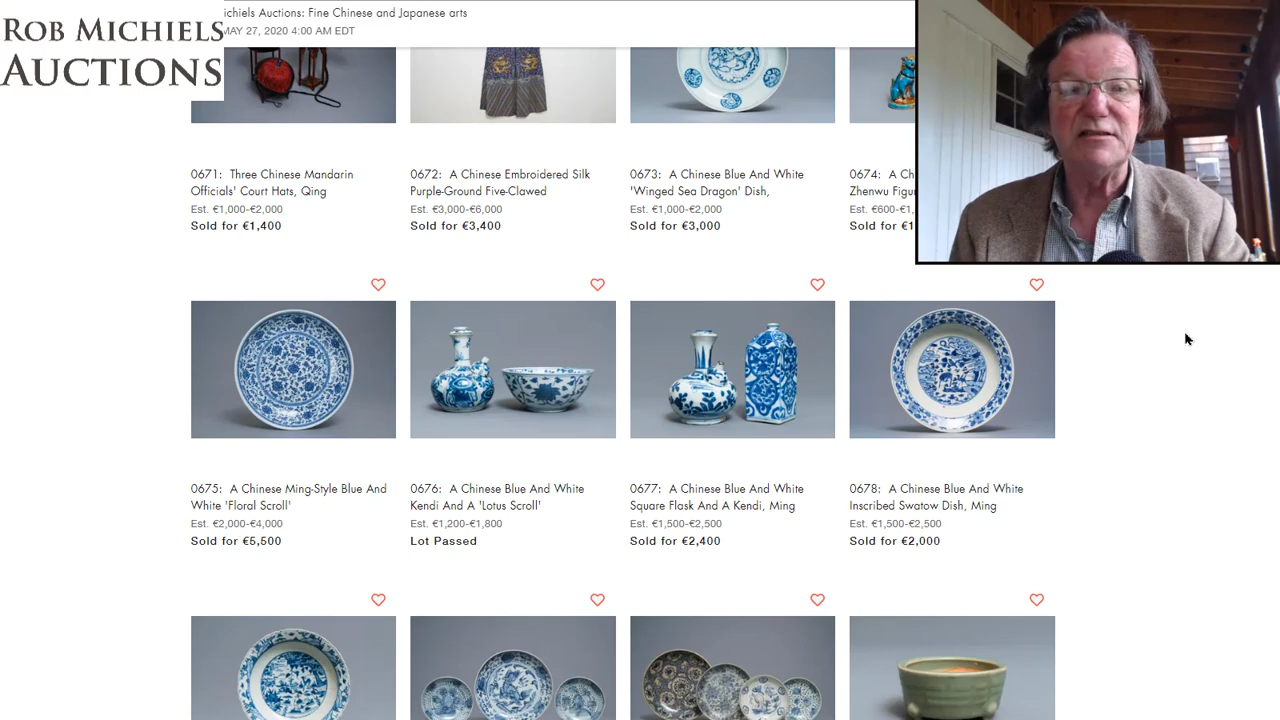 ROB MICHIELS
AUCTIONS
ichiels Auctions: Fine Chinese and Japanese arts
MAY 27, 2020 4:00 AM EDT
0671: Three Chinese Mandarin
Officials' Court Hats, Qing
Est. €1,000-€2,000
Sold for €1,400
0672: A Chinese Embroidered Silk
Purple-Ground Five-Clawed
Est. €3,000-€6,000
Sold for €3,400
0673: A Chinese Blue And White
'Winged Sea Dragon' Dish,
Est. €1,000-€2,000
Sold for €3,000
0674: A C
Zhenwu Figu
Est. €600-€1,
Sold for €1
0675: A Chinese Ming-Style Blue And
White 'Floral Scroll'
Est. €2,000-€4,000
Sold for €5,500
0676: A Chinese Blue And White
Kendi And A 'Lotus Scroll'
Est. €1,200-€1,800
Lot Passed
0677: A Chinese Blue And White
Square Flask And A Kendi, Ming
Est. €1,500-€2,500
Sold for €2,400
0678: A Chinese Blue And White
Inscribed Swatow Dish, Ming
Est. €1,500-€2,500
Sold for €2,000